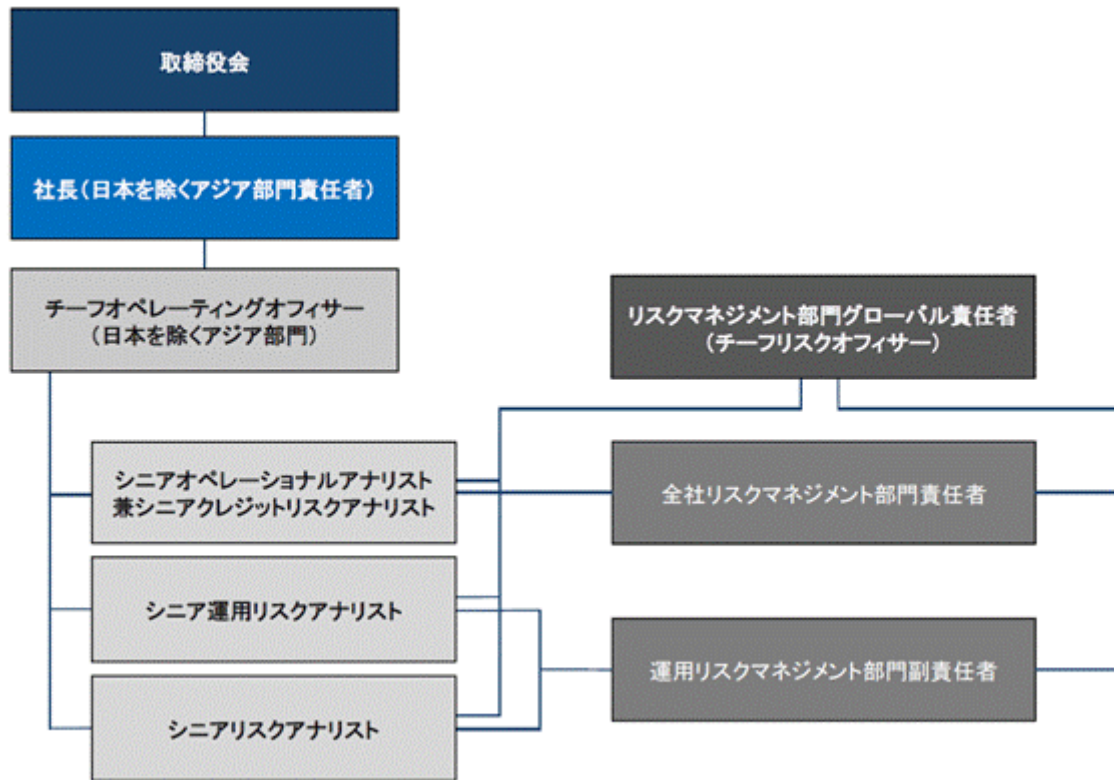 取締役会
社長(日本を除くアジア部門責任者)
チーフオペレーティングオフィサー
(日本を除くアジア部門)
リスクマネジメント部門グローバル責任者
(チーフリスクオフィサー)
シニアオペレーショナルアナリスト
兼シニアクレジットリスクアナリスト
全社リスクマネジメント部門責任者
シニア運用リスクアナリスト
運用リスクマネジメント部門副責任者
シニアリスクアナリスト